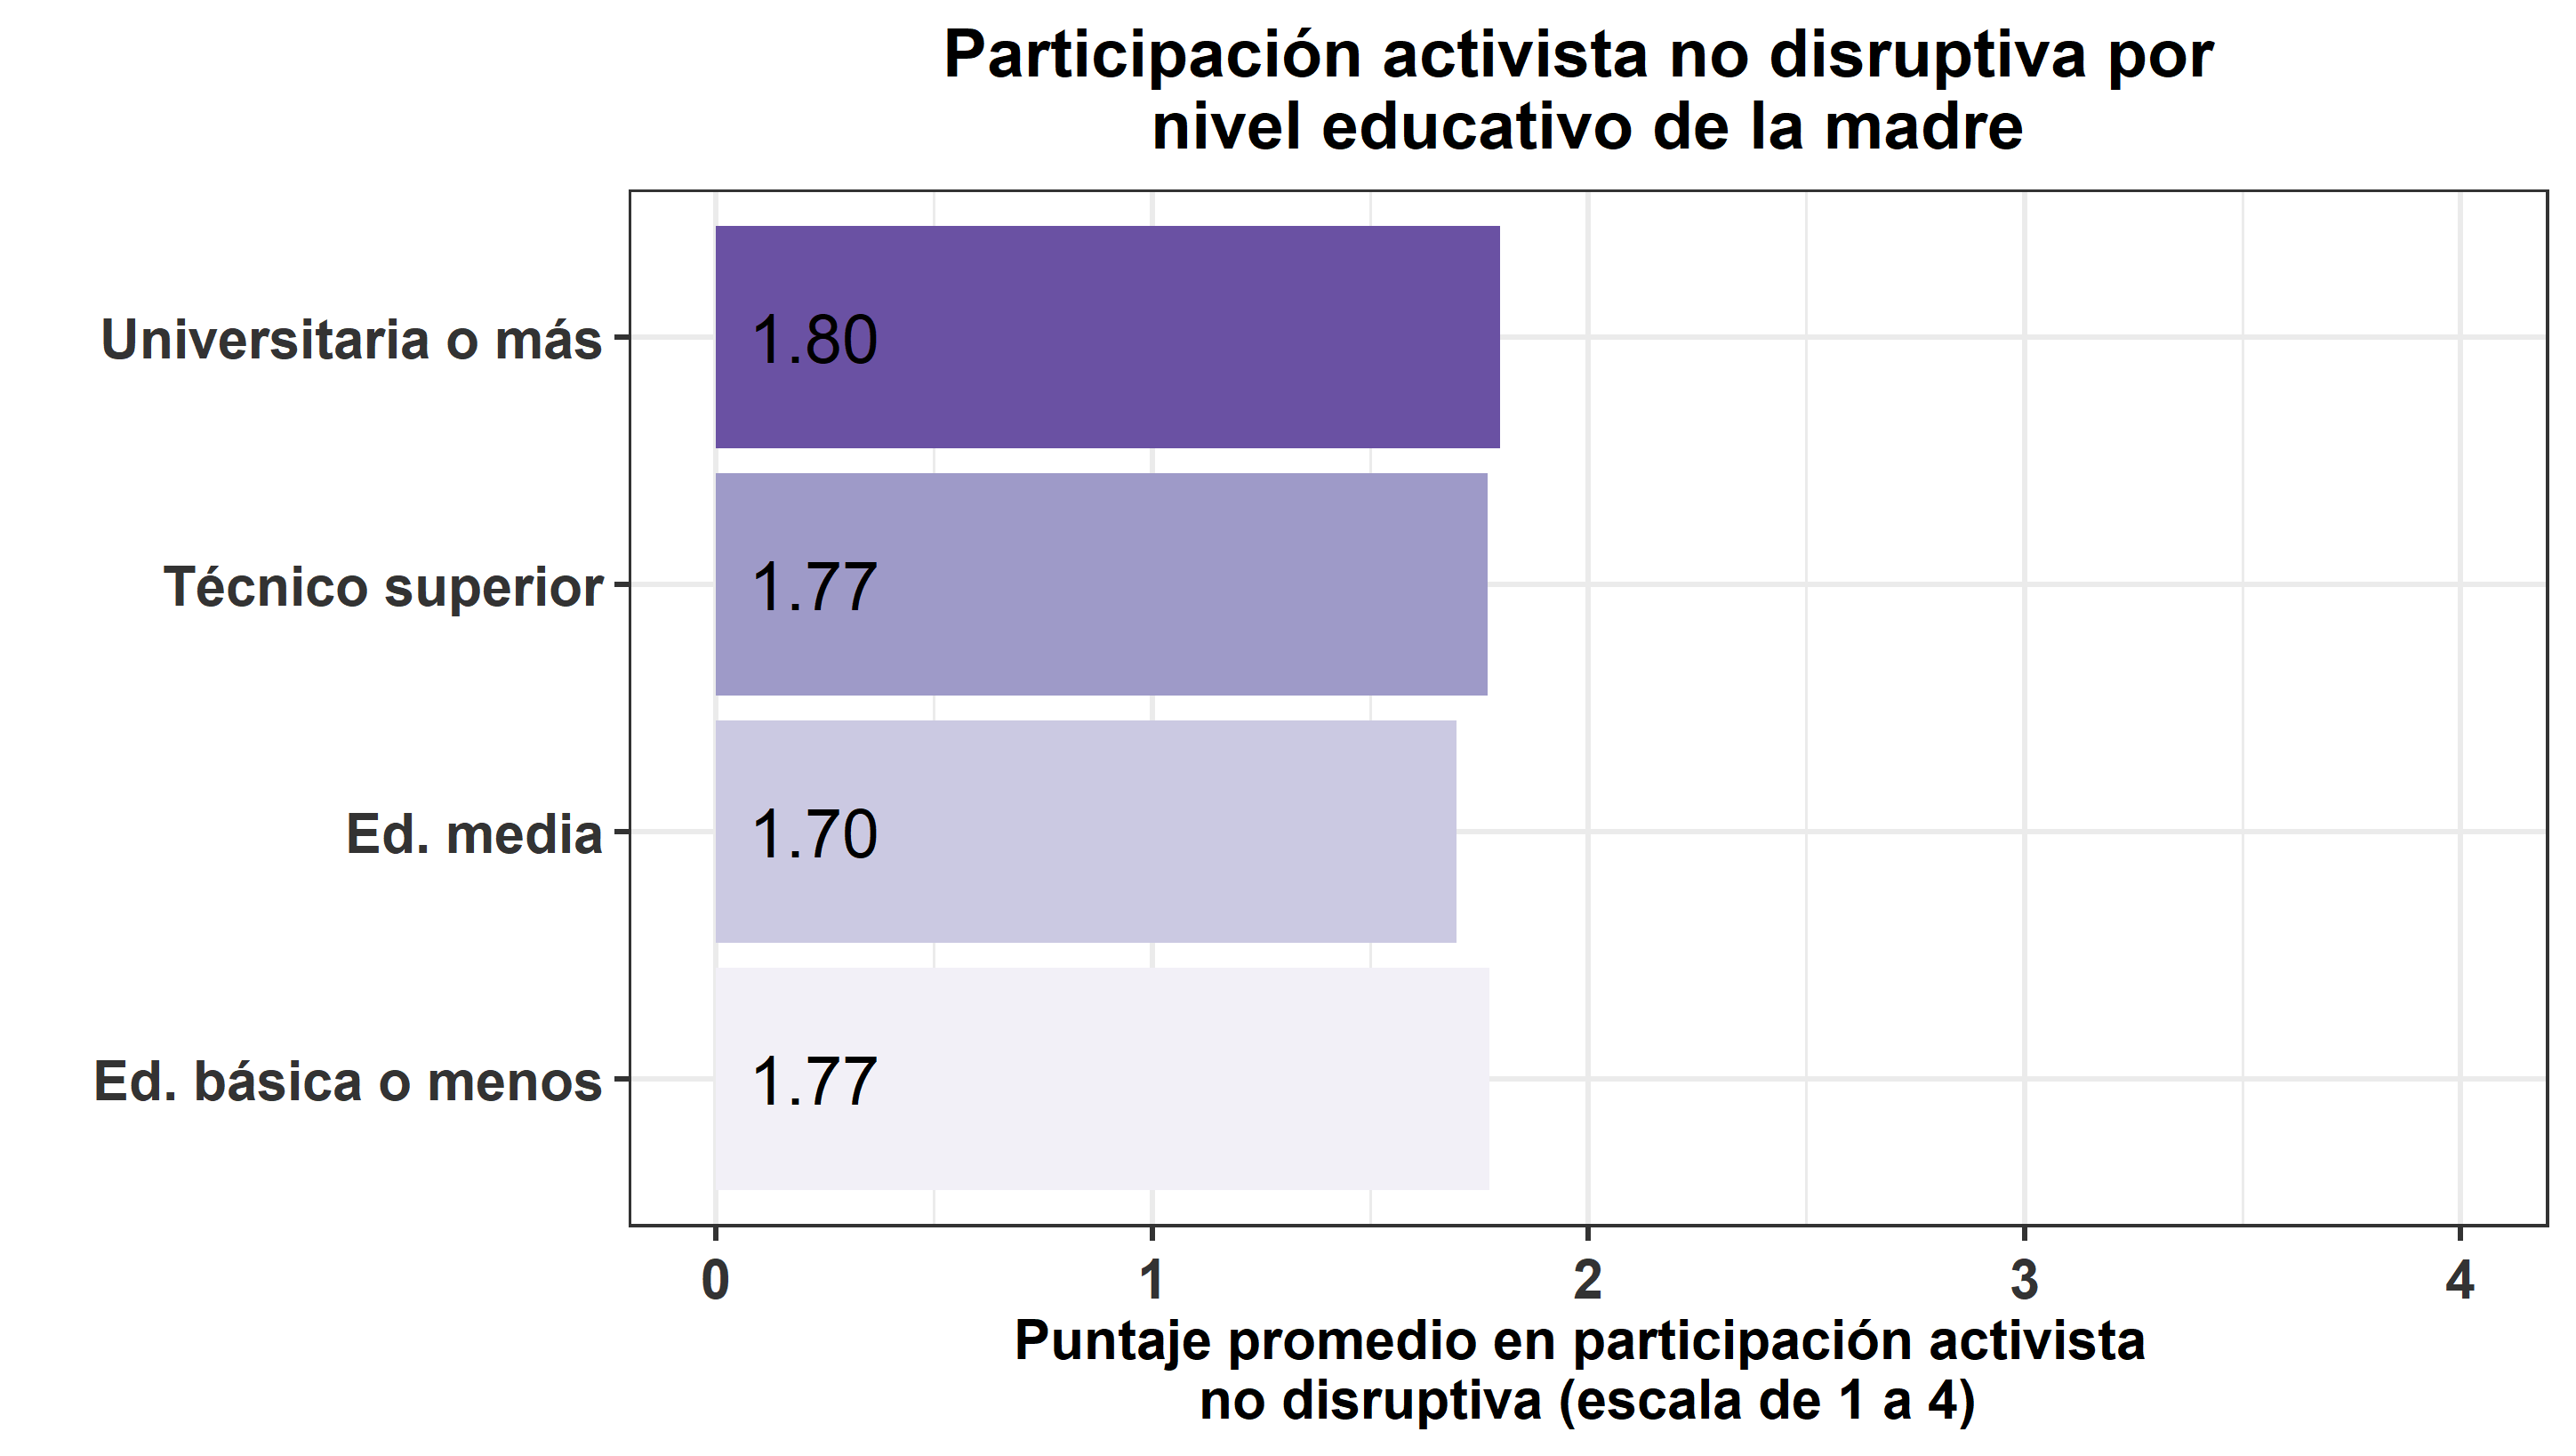 Participación activista no disruptiva por
nivel educativo de la madre
Universitaria o más
1.80
Técnico superior
1.77
Ed. media
1.70
Ed. básica o menos
1.77
0 1 2 3 4
Puntaje promedio en participación activista
no disruptiva (escala de 1 a 4)